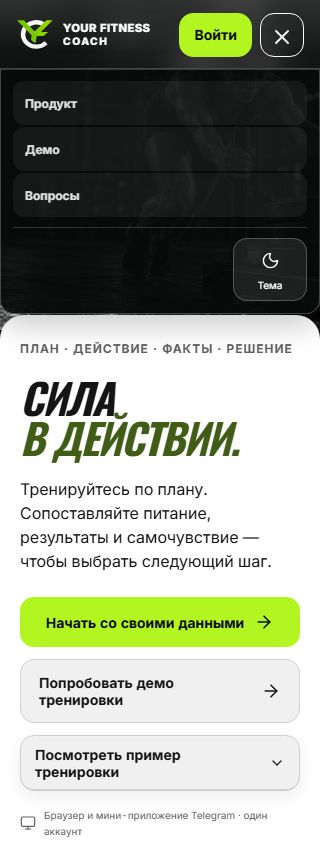 YOUR FITNESS
COACH
Войти
Продукт
Демо
Вопросы
Тема
ПЛАН · ДЕЙСТВИЕ · ФАКТЫ · РЕШЕНИЕ
СИЛА
В ДЕЙСТВИИ.
Тренируйтесь по плану.
Сопоставляйте питание,
результаты и самочувствие —
чтобы выбрать следующий шаг.
Начать со своими данными
Попробовать демо
тренировки
Посмотреть пример
тренировки
Браузер и мини-приложение Telegram · один
аккаунт